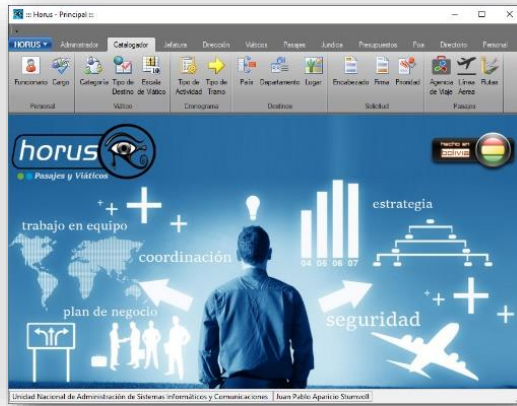 ::: Horus - Principal :::
HORUS
Administrador
Catalogador
Jefatura
Dirección
Viáticos
Pasajes
Jurídica
Presupuestos
Poa
Directorio
Personal
Funcionario
Cargo
Categoría
Tipo de Destino
Escala de Viático
Tipo de Actividad
Tipo de Tramo
País
Departamento
Lugar
Encabezado
Firma
Prioridad
Agencia de Viaje
Línea Aerea
Rutas
Personal
Viático
Cronograma
Destinos
Solicitud
Pasajes
horus
Pasajes y Viáticos
hecho en
bolivia
estrategia
trabajo en equipo
coordinación
04 05 06 07
plan de negocio
seguridad
Unidad Nacional de Administración de Sistemas Informáticos y Comunicaciones
Juan Pablo Aparicio Stumvoll